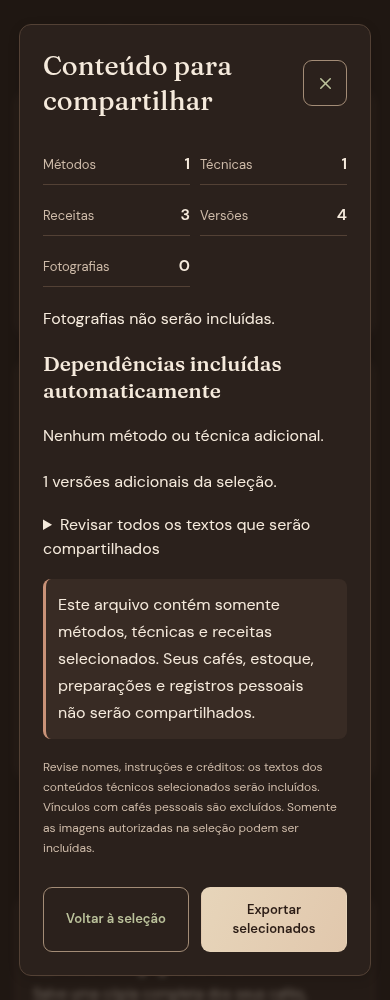 Conteúdo para
compartilhar
Métodos 1 Técnicas 1
Receitas 3 Versões 4
Fotografias 0
Fotografias não serão incluídas.
Dependências incluídas
automaticamente
Nenhum método ou técnica adicional.
1 versões adicionais da seleção.
Revisar todos os textos que serão
compartilhados
Este arquivo contém somente
métodos, técnicas e receitas
selecionados. Seus cafés, estoque,
preparações e registros pessoais
não serão compartilhados.
Revise nomes, instruções e créditos: os textos dos
conteúdos técnicos selecionados serão incluídos.
Vínculos com cafés pessoais são excluídos. Somente
as imagens autorizadas na seleção podem ser
incluídas.
Voltar à seleção
Exportar
selecionados